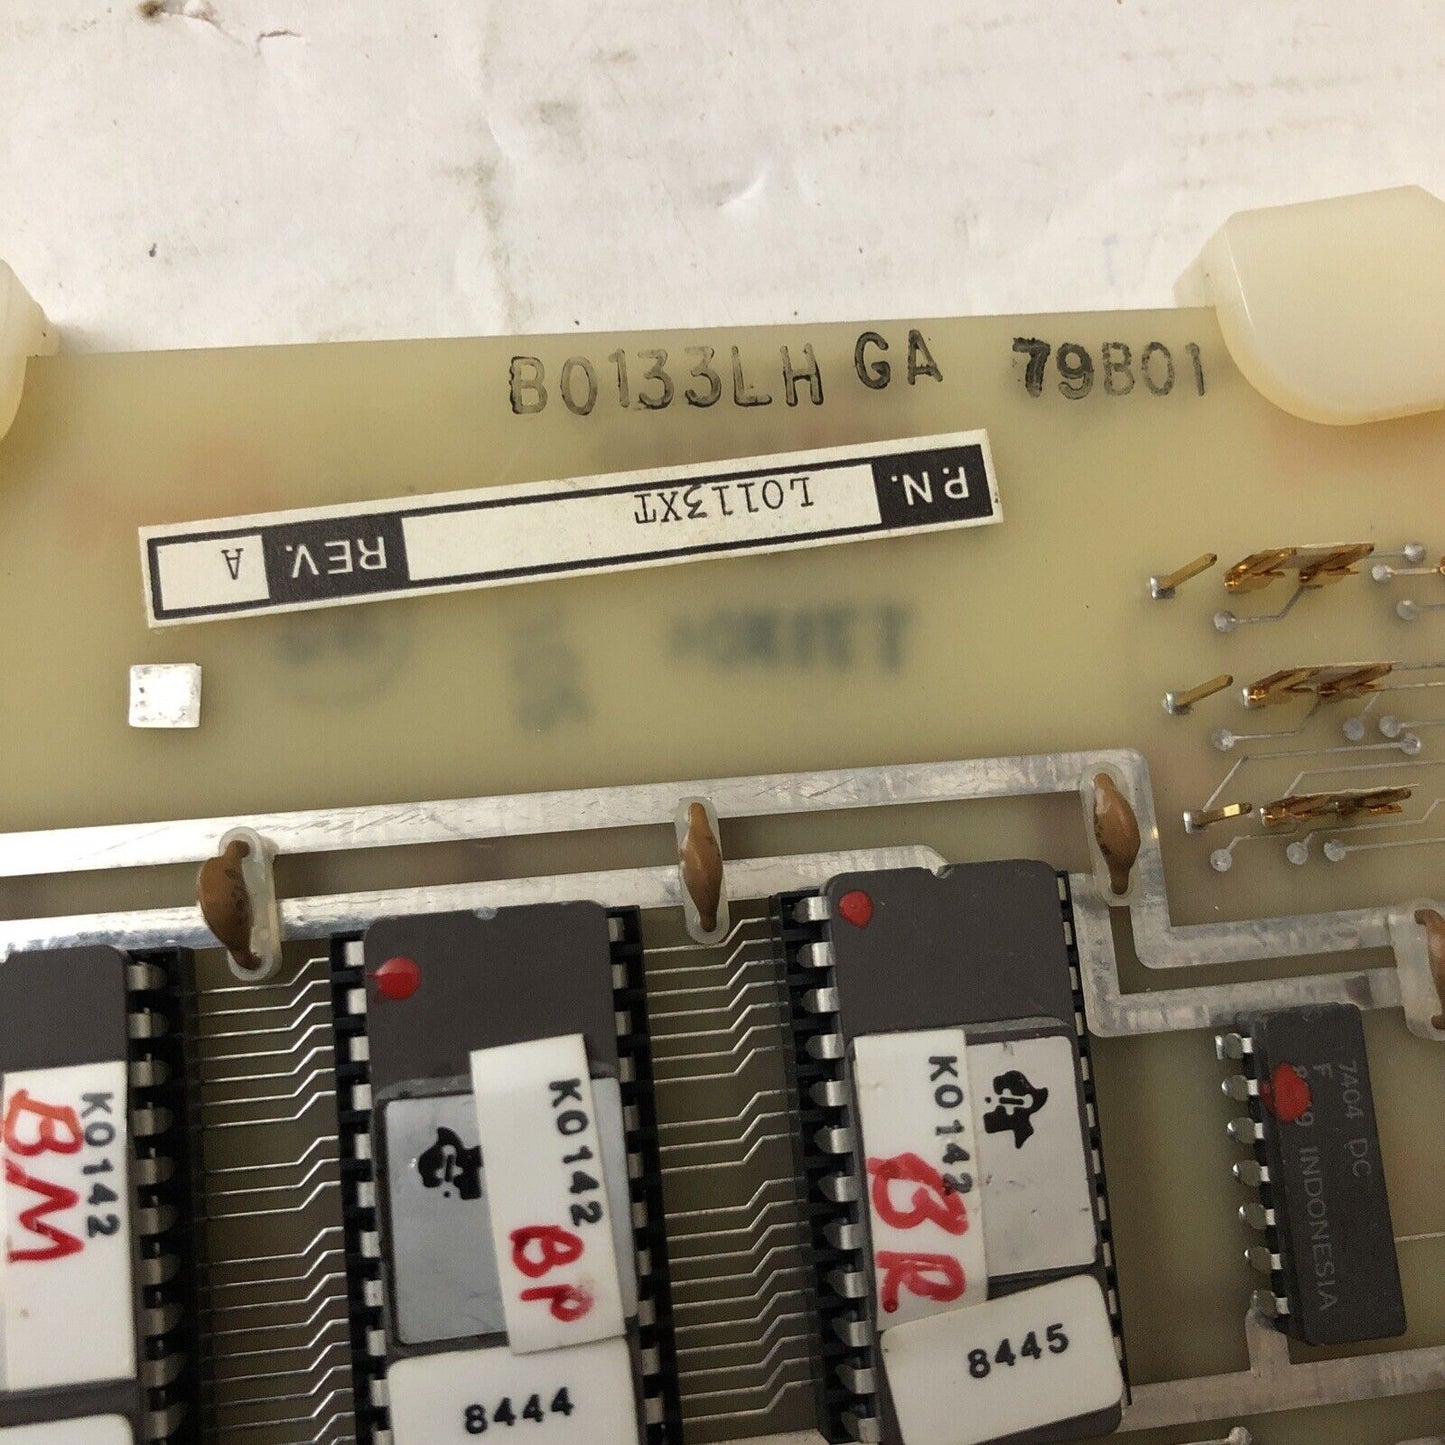 B0133LH GA 79B01
P.N. L0113XT REV. A
K0142
BM
K0142
BP
8444
K0142
BR
8445
7404 DC
INDONESIA